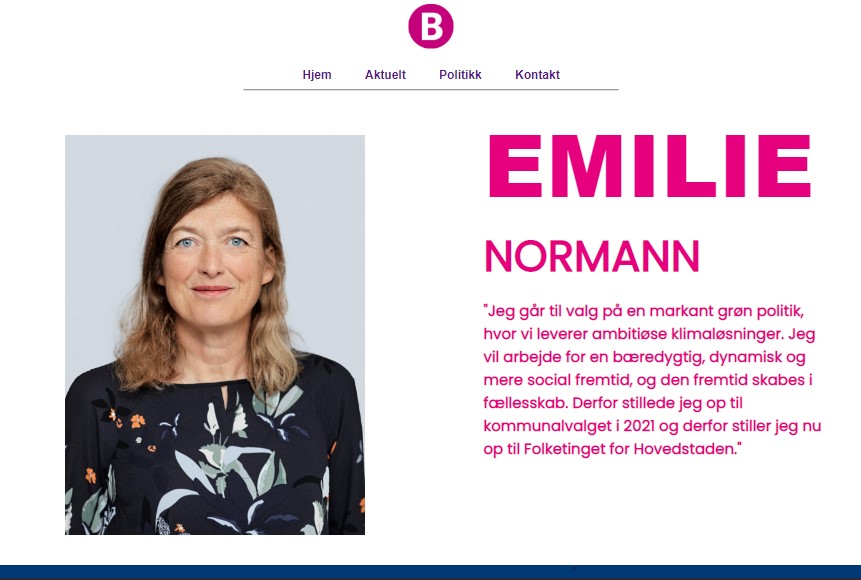 B
Hjem Aktuelt Politikk Kontakt
EMILIE
NORMANN
"Jeg går til valg på en markant grøn politik,
hvor vi leverer ambitiøse klimaløsninger. Jeg
vil arbejde for en bæredygtig, dynamisk og
mere social fremtid, og den fremtid skabes i
fællesskab. Derfor stillede jeg op til
kommunalvalget i 2021 og derfor stiller jeg nu
op til Folketinget for Hovedstaden."